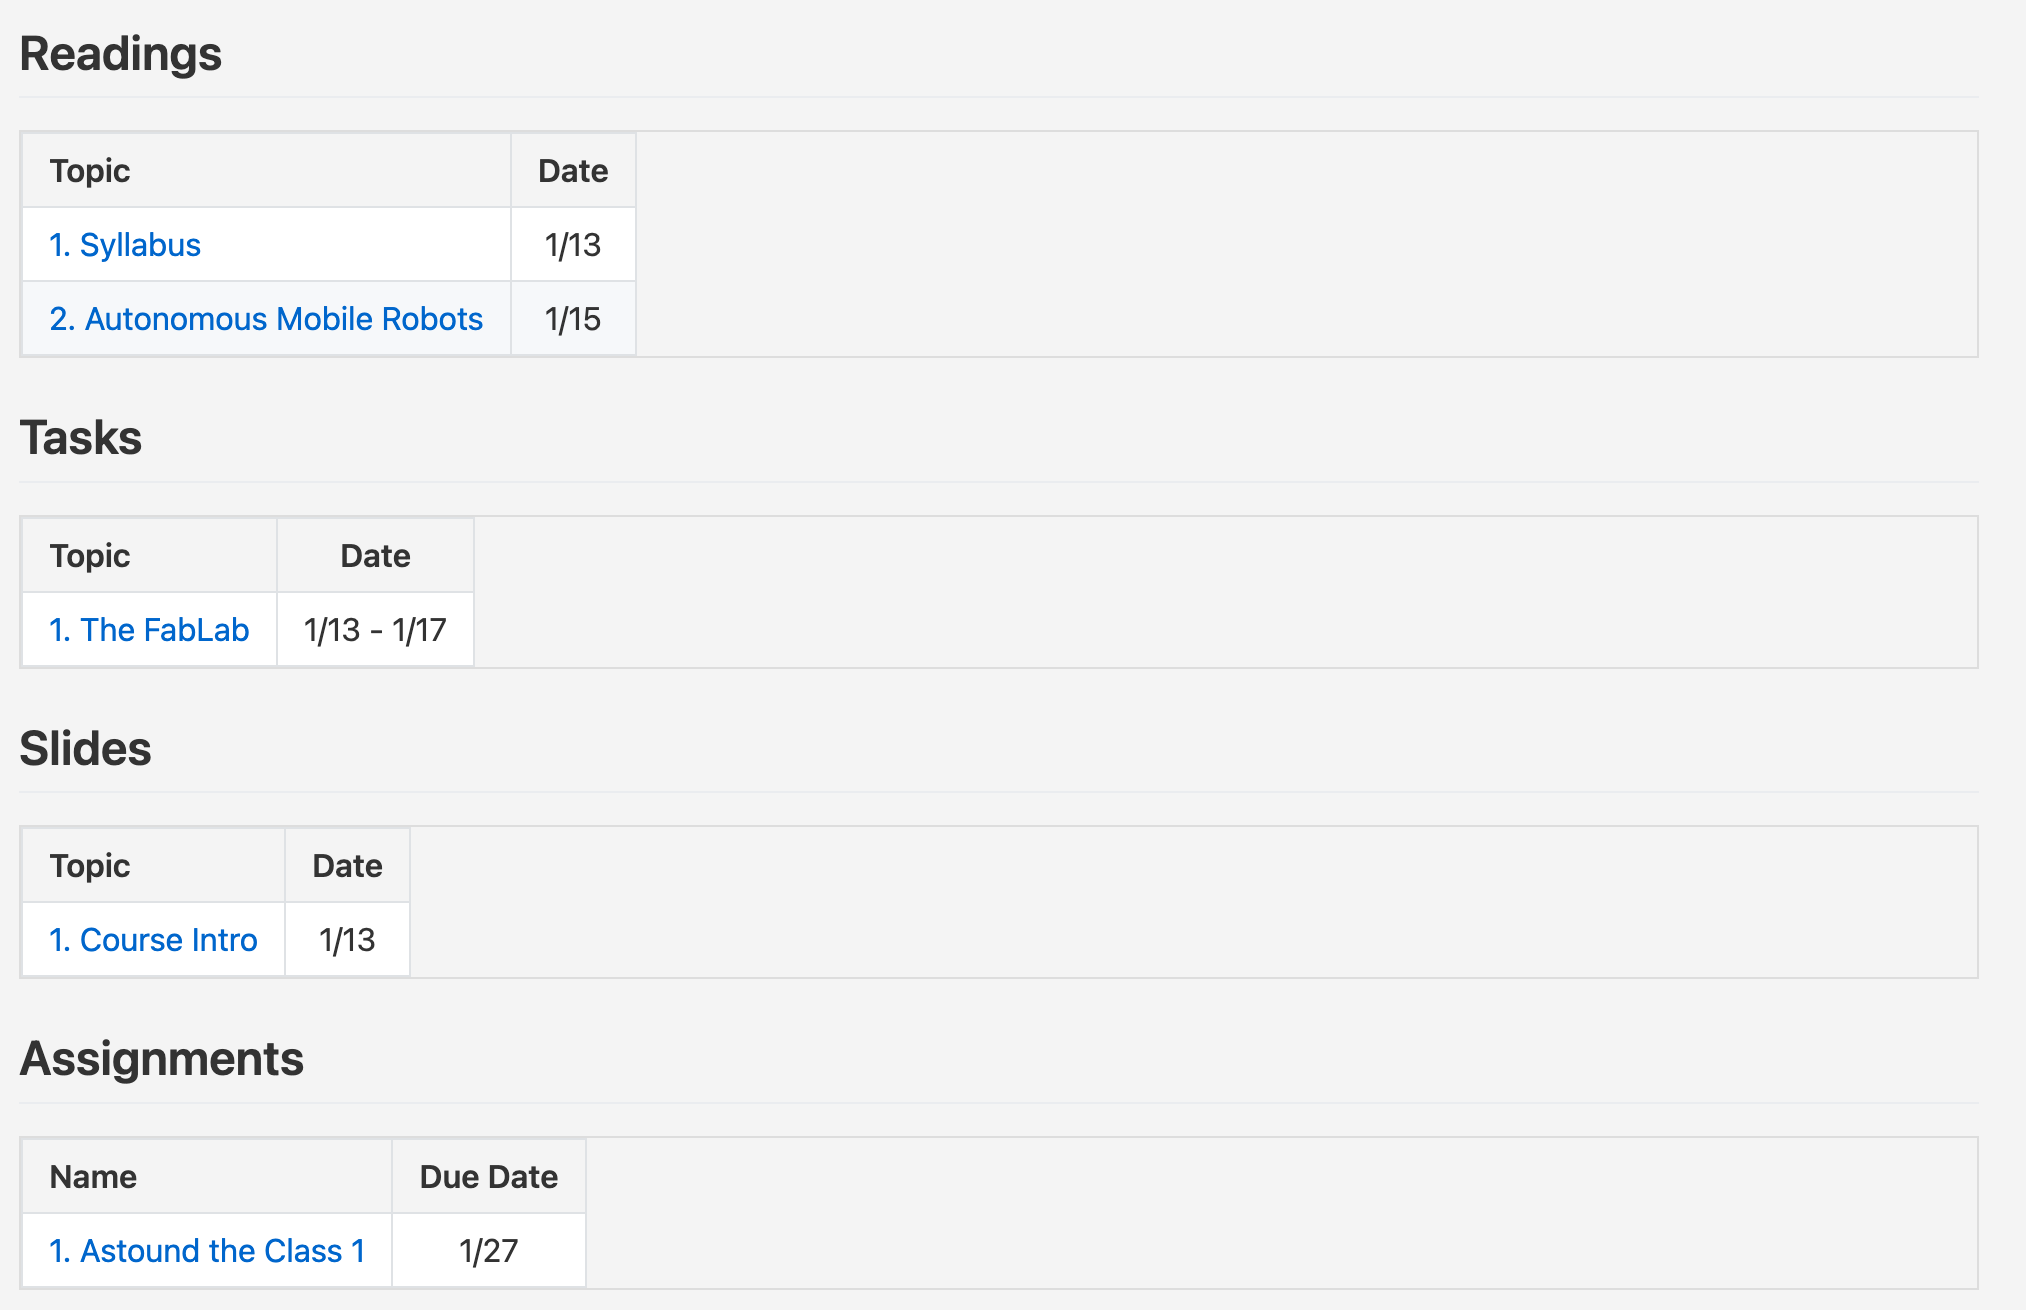 Readings
Topic Date
1. Syllabus 1/13
2. Autonomous Mobile Robots 1/15
Tasks
Topic Date
1. The FabLab 1/13 - 1/17
Slides
Topic Date
1. Course Intro 1/13
Assignments
Name Due Date
1. Astound the Class 1 1/27